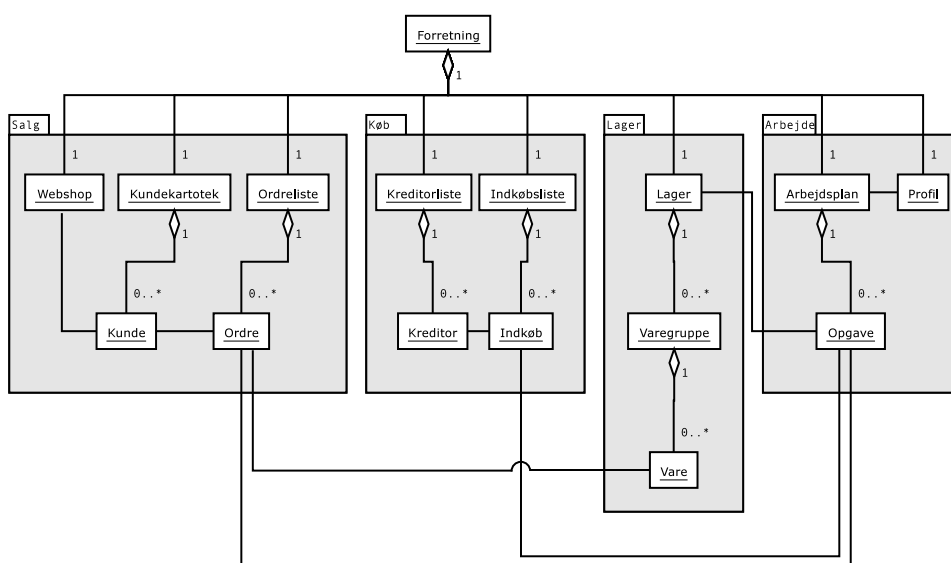 Forretning
1
Salg
Køb
Lager
Arbejde
1
1
1
1
1
1
1
1
Webshop
Kundekartotek
Ordreliste
Kreditorliste
Indkøbsliste
Lager
Arbejdsplan
Profil
1
1
1
1
1
1
0..*
0..*
0..*
0..*
0..*
0..*
Kunde
Ordre
Kreditor
Indkøb
Varegruppe
Opgave
1
0..*
Vare